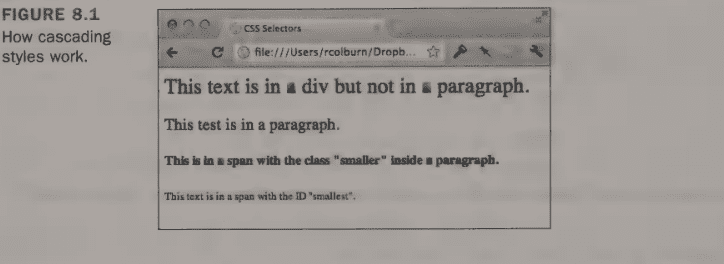 FIGURE 8.1
How cascading
styles work.
CSS Selectors
file:///Users/rcolburn/Dropb...
This text is in a div but not in a paragraph.
This test is in a paragraph.
This is in a span with the class "smaller" inside a paragraph.
This text is in a span with the ID "smallest".